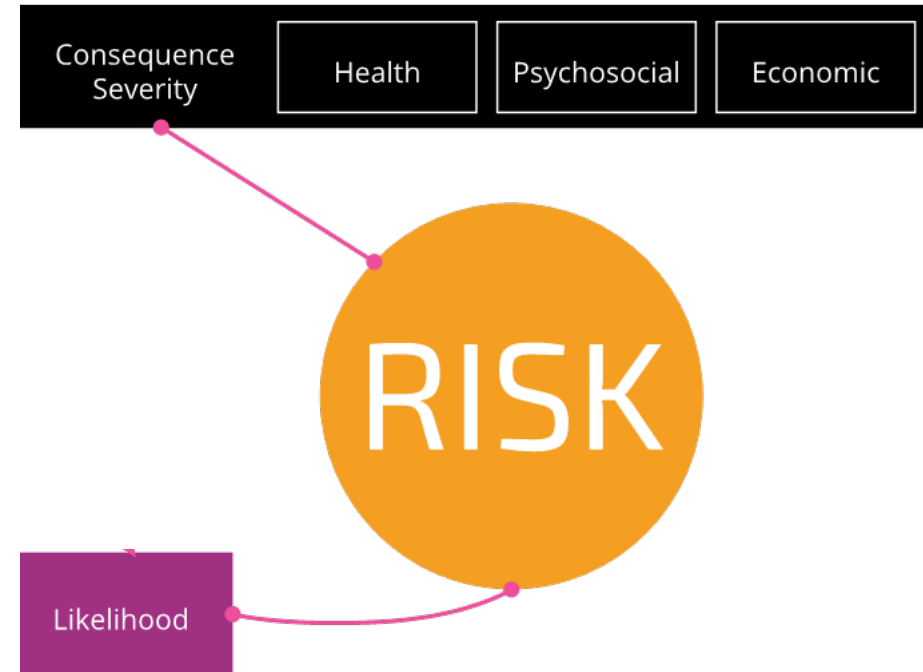 Consequence
Severity
Health
Psychosocial
Economic
RISK
Likelihood